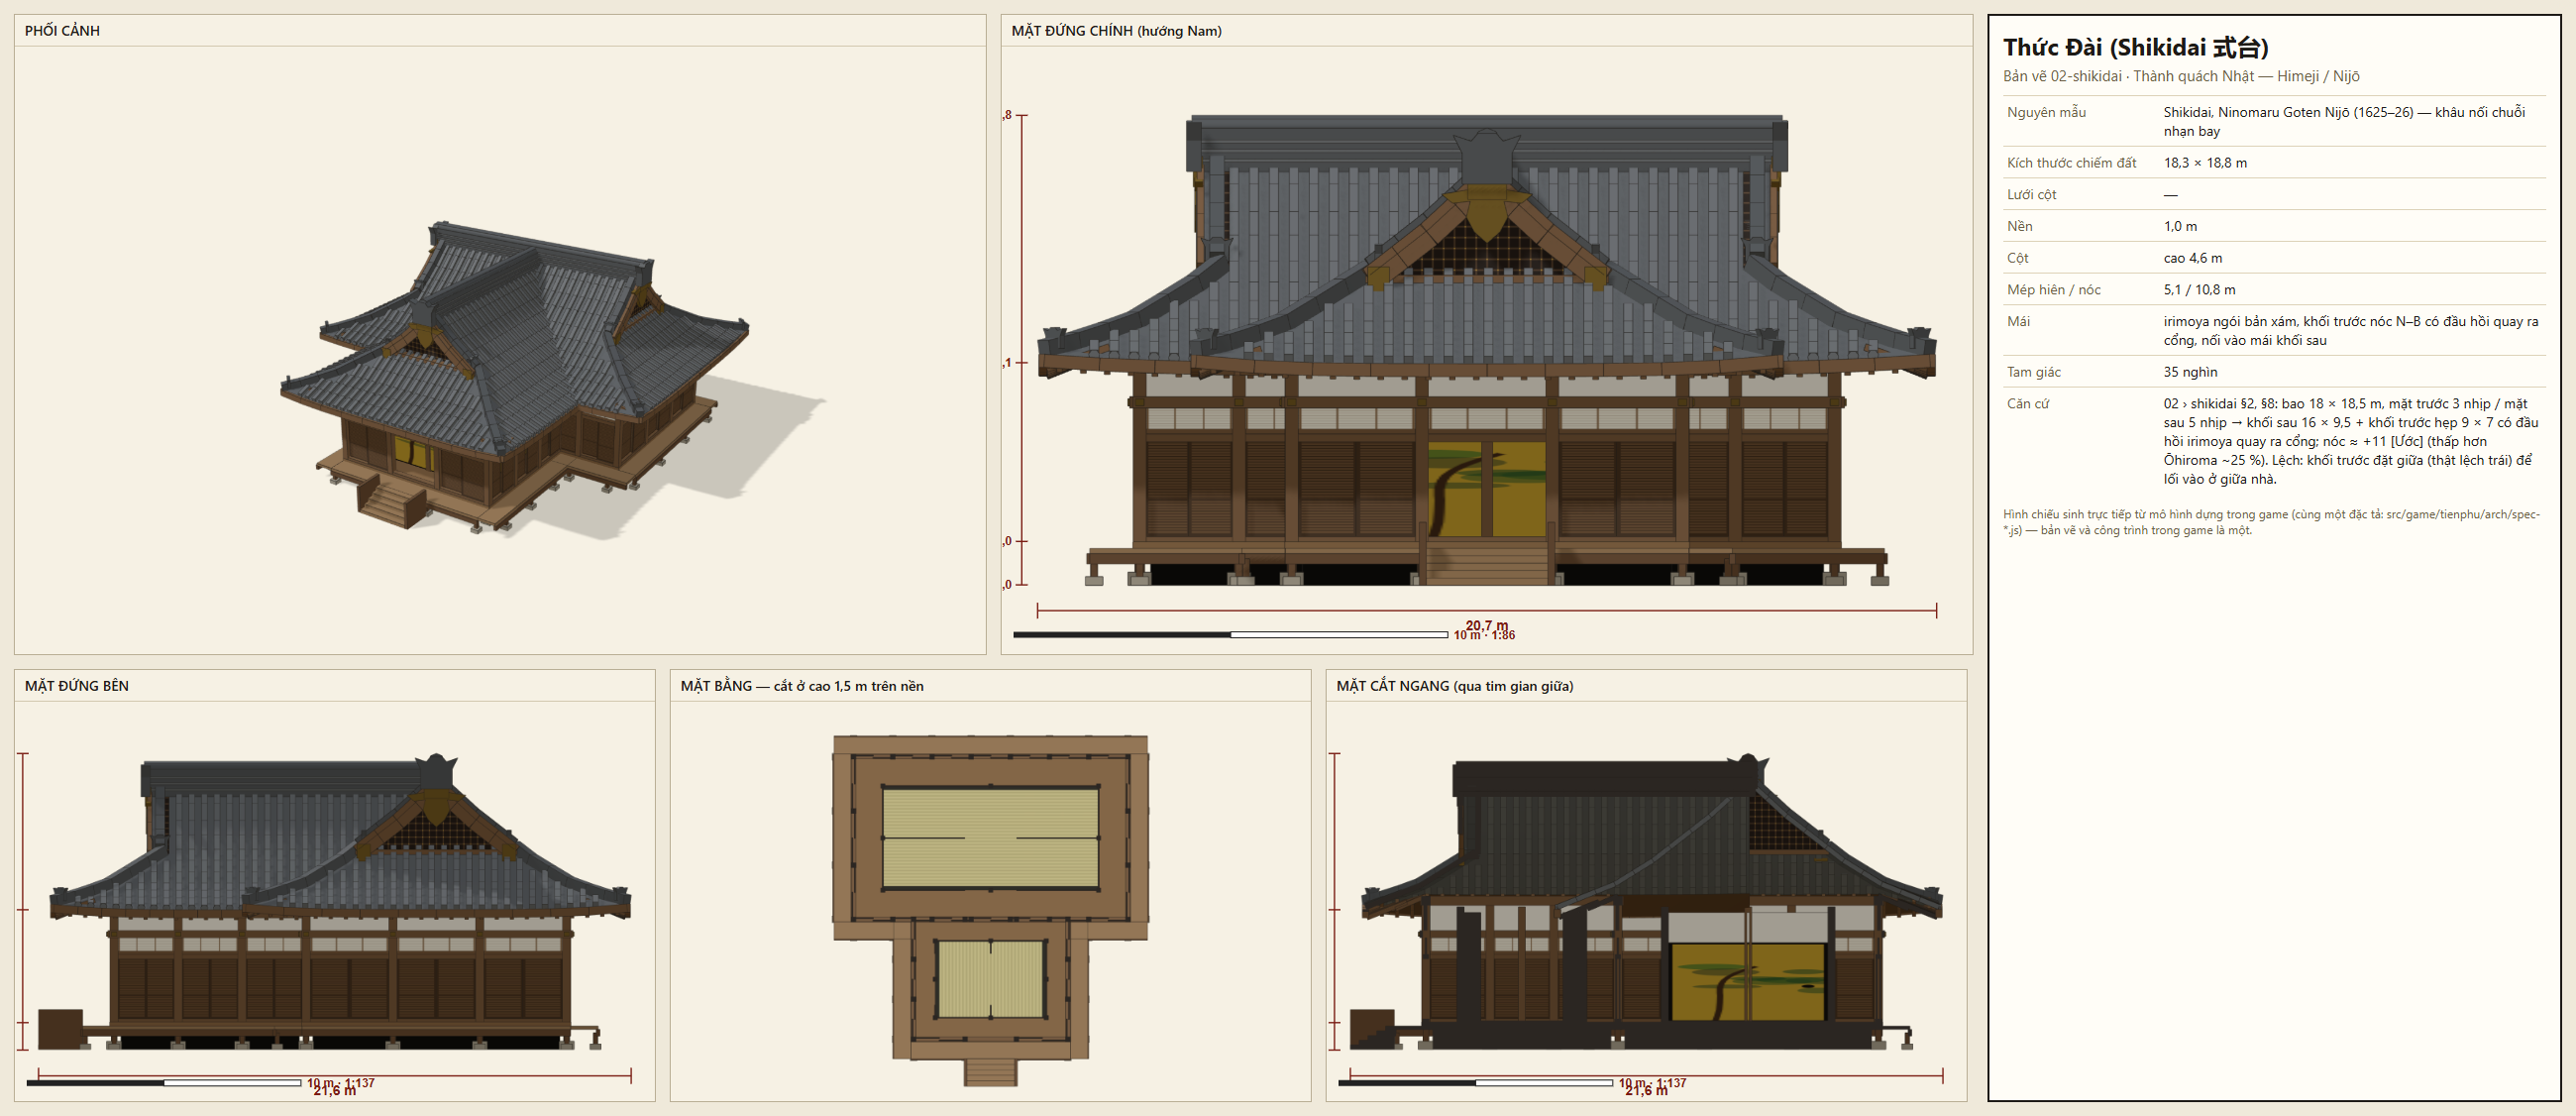 PHỐI CẢNH
MẶT ĐỨNG CHÍNH (hướng Nam)
,8
,1
,0
,0
20,7 m
10 m · 1:86
MẶT ĐỨNG BÊN
10 m · 1:137
21,6 m
MẶT BẰNG — cắt ở cao 1,5 m trên nền
MẶT CẮT NGANG (qua tim gian giữa)
10 m · 1:137
21,6 m
Thức Đài (Shikidai 式台)
Bản vẽ 02-shikidai · Thành quách Nhật — Himeji / Nijō
Nguyên mẫu
Shikidai, Ninomaru Goten Nijō (1625–26) — khâu nối chuỗi
nhạn bay
Kích thước chiếm đất
18,3 × 18,8 m
Lưới cột
—
Nền
1,0 m
Cột
cao 4,6 m
Mép hiên / nóc
5,1 / 10,8 m
Mái
irimoya ngói bản xám, khối trước nóc N–B có đầu hồi quay ra
cổng, nối vào mái khối sau
Tam giác
35 nghìn
Căn cứ
02 › shikidai §2, §8: bao 18 × 18,5 m, mặt trước 3 nhịp / mặt
sau 5 nhịp → khối sau 16 × 9,5 + khối trước hẹp 9 × 7 có đầu
hồi irimoya quay ra cổng; nóc ≈ +11 [Ước] (thấp hơn
Ōhiroma ~25 %). Lệch: khối trước đặt giữa (thật lệch trái) để
lối vào ở giữa nhà.
Hình chiếu sinh trực tiếp từ mô hình dựng trong game (cùng một đặc tả: src/game/tienphu/arch/spec-
*.js) — bản vẽ và công trình trong game là một.